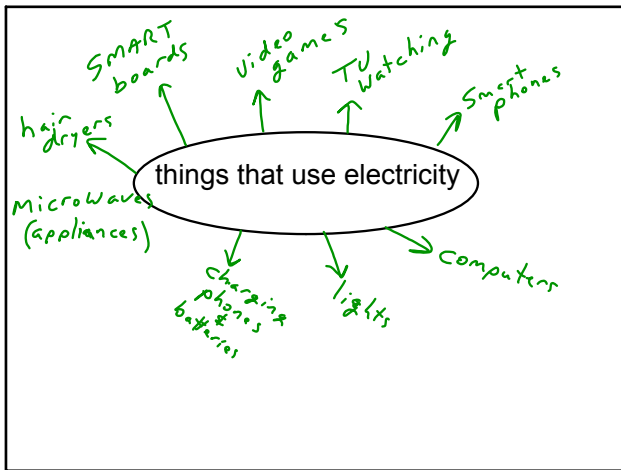 SMART
boards
video
games
TV
watching
smart
phones
hair
dryers
things that use electricity
microwaves
(appliances)
charging
phones +
batteries
lights
computers